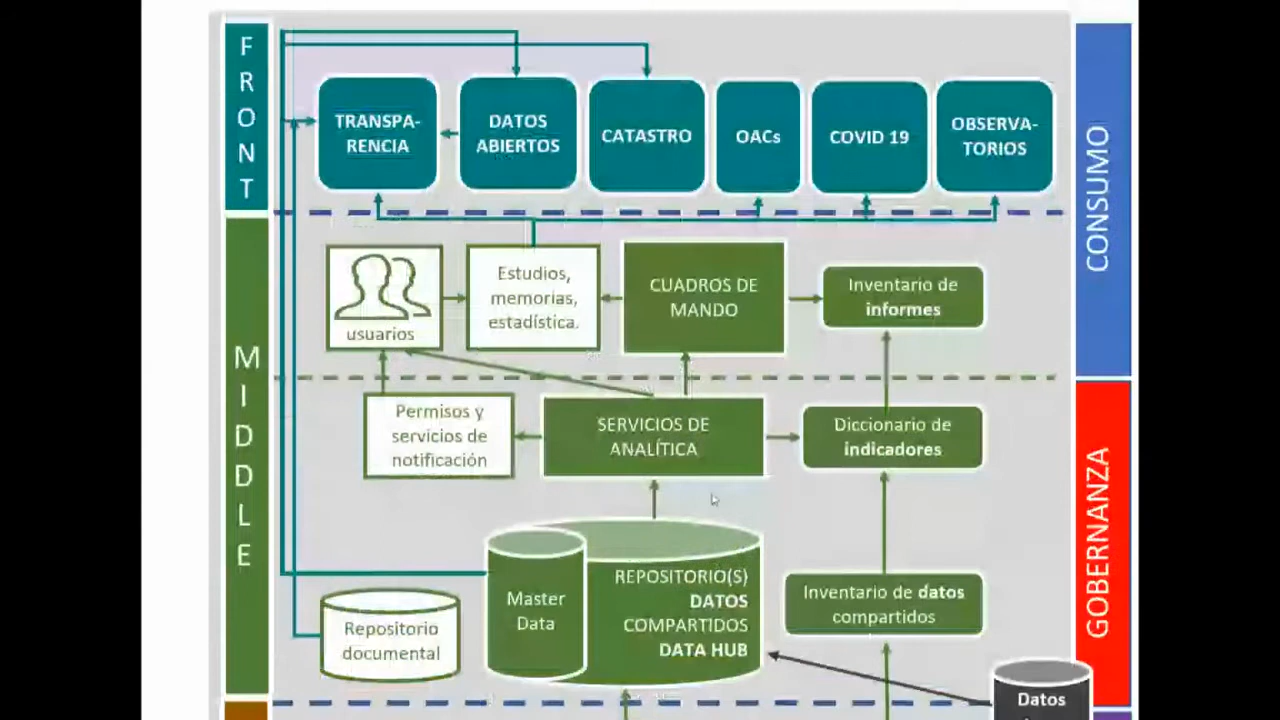 FRONT
TRANSPA-
RENCIA
DATOS
ABIERTOS
CATASTRO
OACs
COVID 19
OBSERVA-
TORIOS
CONSUMO
MIDDLE
usuarios
Estudios,
memorias,
estadística.
CUADROS DE
MANDO
Inventario de
informes
Permisos y
servicios de
notificación
SERVICIOS DE
ANALÍTICA
Diccionario de
indicadores
GOBERNANZA
Repositorio
documental
Master
Data
REPOSITORIO(S)
DATOS
COMPARTIDOS
DATA HUB
Inventario de datos
compartidos
Datos